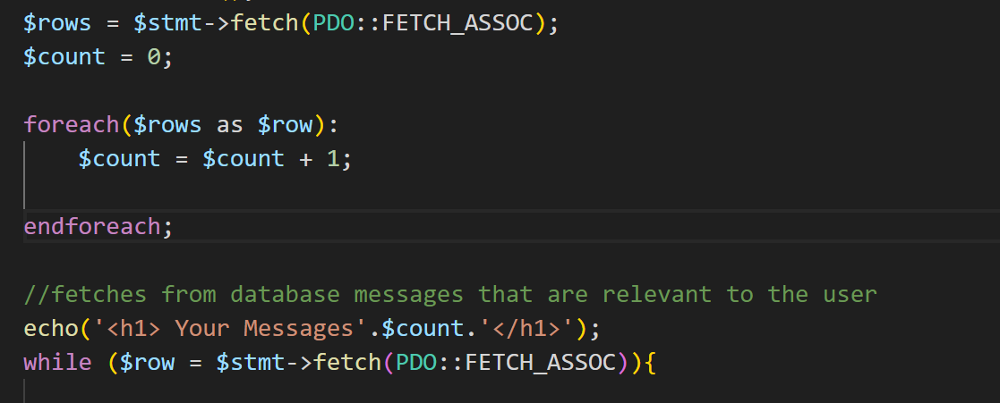 $rows = $stmt->fetch(PDO::FETCH_ASSOC);
$count = 0;
foreach($rows as $row):
$count = $count + 1;
endforeach;
//fetches from database messages that are relevant to the user
echo('<h1> Your Messages'.$count.'</h1>');
while ($row = $stmt->fetch(PDO::FETCH_ASSOC)){